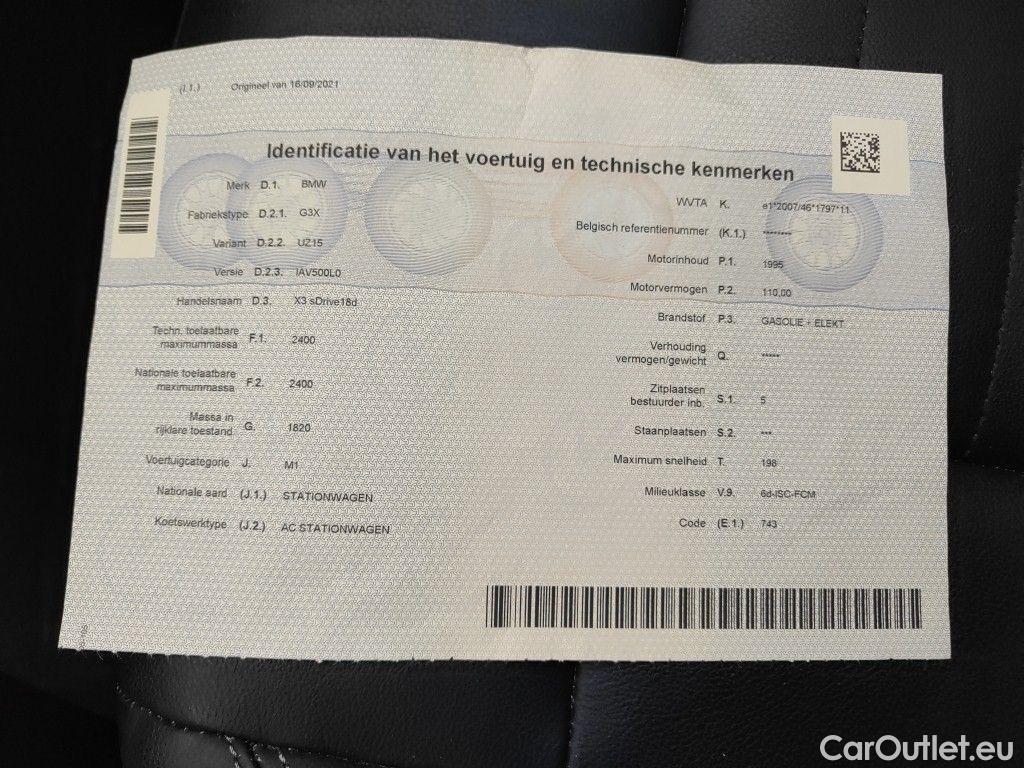 (I.1.) Origineel van 16/09/2021
Identificatie van het voertuig en technische kenmerken
Merk D.1. BMW
Fabriekstype D.2.1. G3X
Variant D.2.2. UZ15
Versie D.2.3. IAV500L0
Handelsnaam D.3. X3 sDrive18d
Techn. toelaatbare
maximummassa F.1. 2400
Nationale toelaatbare
maximummassa F.2. 2400
Massa in
rijklare toestand G. 1820
Voertuigcategorie J. M1
Nationale aard (J.1.) STATIONWAGEN
Koetswerktype (J.2.) AC STATIONWAGEN
WVTA K. e1*2007/46*1797*11
Belgisch referentienummer (K.1.) ********
Motorinhoud P.1. 1995
Motorvermogen P.2. 110,00
Brandstof P.3. GASOLIE + ELEKT
Verhouding
vermogen/gewicht Q. *****
Zitplaatsen
bestuurder inb. S.1. 5
Staanplaatsen S.2. ***
Maximum snelheid T. 198
Milieuklasse V.9. 6d-ISC-FCM
Code (E.1.) 743
CarOutlet.eu